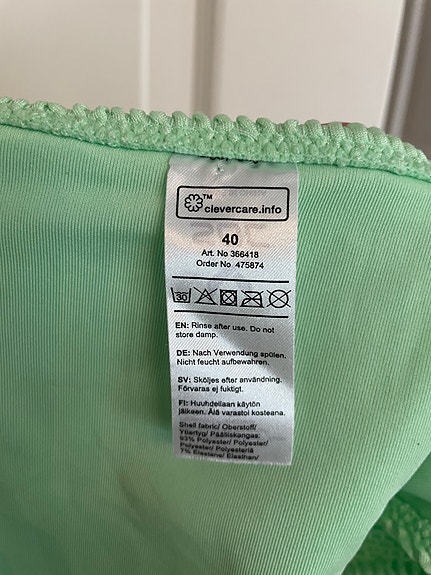 ™
clevercare.info
40
Art. No 366418
Order No 475874
30
EN: Rinse after use. Do not
store damp.
DE: Nach Verwendung spülen.
Nicht feucht aufbewahren.
SV: Sköljes efter användning.
Förvaras ej fuktigt.
FI: Huuhdellaan käytön
jälkeen. Älä varastoi kosteana.
Shell fabric/ Oberstoff/
Yttertyg/ Päälliskangas:
93% Polyester/ Polyester/
Polyester/ Polyesteriä
7% Elastane/ Elasthan/